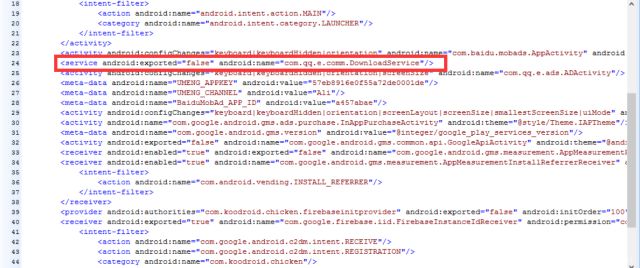 18 <intent-filter>
19 <action android:name="android.intent.action.MAIN"/>
20 <category android:name="android.intent.category.LAUNCHER"/>
21 </intent-filter>
22 </activity>
23 <activity android:configChanges="keyboard|keyboardHidden|orientation" android:name="com.baidu.mobads.AppActivity" android
24 <service android:exported="false" android:name="com.qq.e.comm.DownloadService"/>
25 <activity android:configChanges="keyboard|keyboardHidden|orientation|screenSize" android:name="com.qq.e.ads.ADActivity"/>
26 <meta-data android:name="UMENG_APPKEY" android:value="57eb8916e0f55a72de0001de"/>
27 <meta-data android:name="UMENG_CHANNEL" android:value="Ali"/>
28 <meta-data android:name="BaiduMobAd_APP_ID" android:value="a457abae"/>
29 <activity android:configChanges="keyboard|keyboardHidden|orientation|screenLayout|screenSize|smallestScreenSize|uiMode" an
30 <activity android:name="com.google.android.gms.ads.purchase.InAppPurchaseActivity" android:theme="@style/Theme.IAPTheme"/>
31 <meta-data android:name="com.google.android.gms.version" android:value="@integer/google_play_services_version"/>
32 <activity android:exported="false" android:name="com.google.android.gms.common.api.GoogleApiActivity" android:theme="@and
33 <receiver android:enabled="true" android:exported="false" android:name="com.google.android.gms.measurement.AppMeasurement
34 <receiver android:enabled="true" android:name="com.google.android.gms.measurement.AppMeasurementInstallReferrerReceiver"
35 <intent-filter>
36 <action android:name="com.android.vending.INSTALL_REFERRER"/>
37 </intent-filter>
38 </receiver>
39 <provider android:authorities="com.koodroid.chicken.firebaseinitprovider" android:exported="false" android:initOrder="100"
40 <receiver android:exported="true" android:name="com.google.firebase.iid.FirebaseInstanceIdReceiver" android:permission="co
41 <intent-filter>
42 <action android:name="com.google.android.c2dm.intent.RECEIVE"/>
43 <action android:name="com.google.android.c2dm.intent.REGISTRATION"/>
44 <category android:name="com.koodroid.chicken"/>